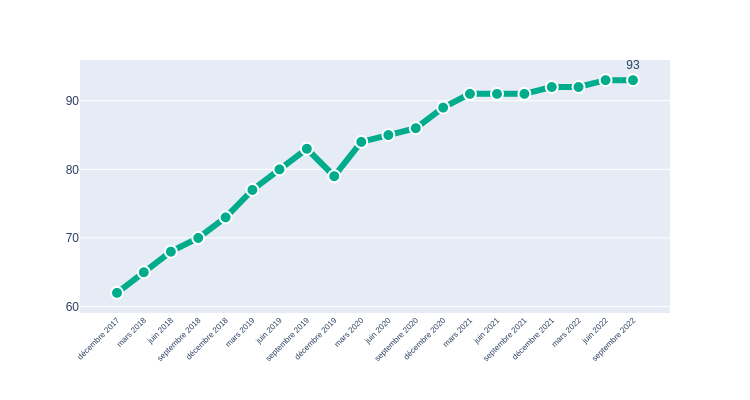 93
90
80
70
60
décembre 2017
mars 2018
juin 2018
septembre 2018
décembre 2018
mars 2019
juin 2019
septembre 2019
décembre 2019
mars 2020
juin 2020
septembre 2020
décembre 2020
mars 2021
juin 2021
septembre 2021
décembre 2021
mars 2022
juin 2022
septembre 2022